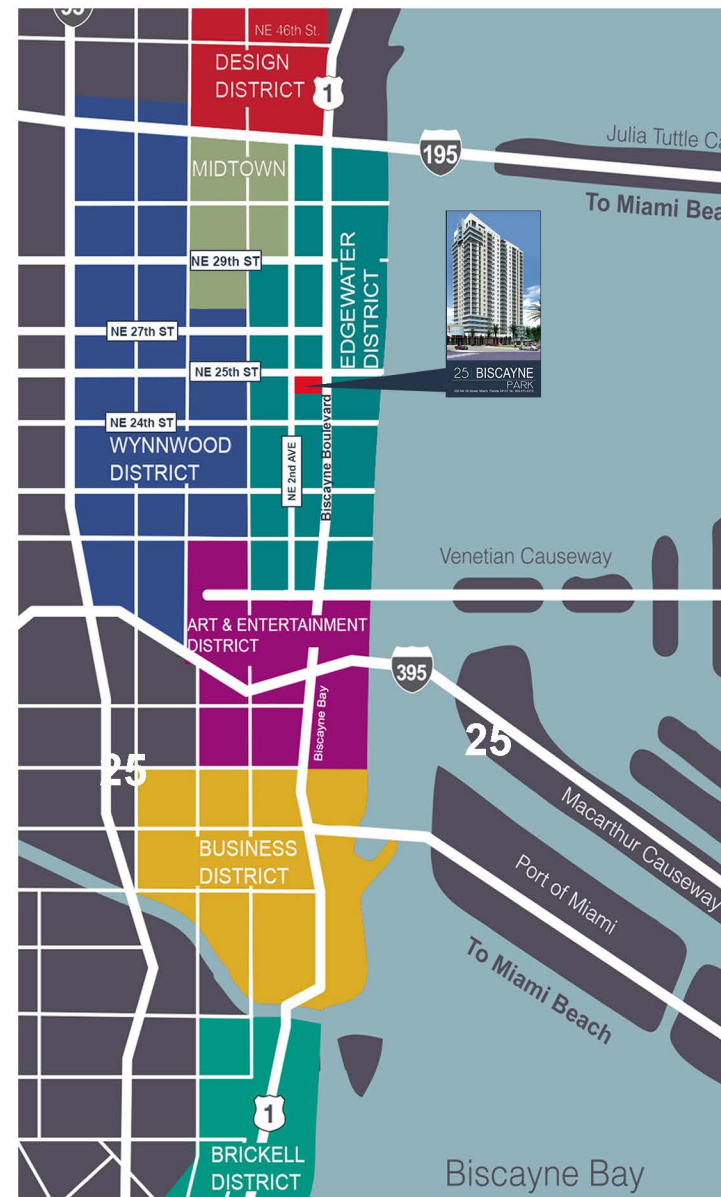 95
NE 46th St.
DESIGN
DISTRICT
1
195
Julia Tuttle Ca
To Miami Bea
MIDTOWN
NE 29th ST
EDGEWATER
DISTRICT
NE 27th ST
NE 25th ST
25 BISCAYNE
PARK
NE 24th ST
WYNNWOOD
DISTRICT
NE 2nd AVE
Biscayne Boulevard
Venetian Causeway
ART & ENTERTAINMENT
DISTRICT
395
Biscayne Bay
25
25
Macarthur Causeway
BUSINESS
DISTRICT
Port of Miami
To Miami Beach
1
BRICKELL
DISTRICT
Biscayne Bay